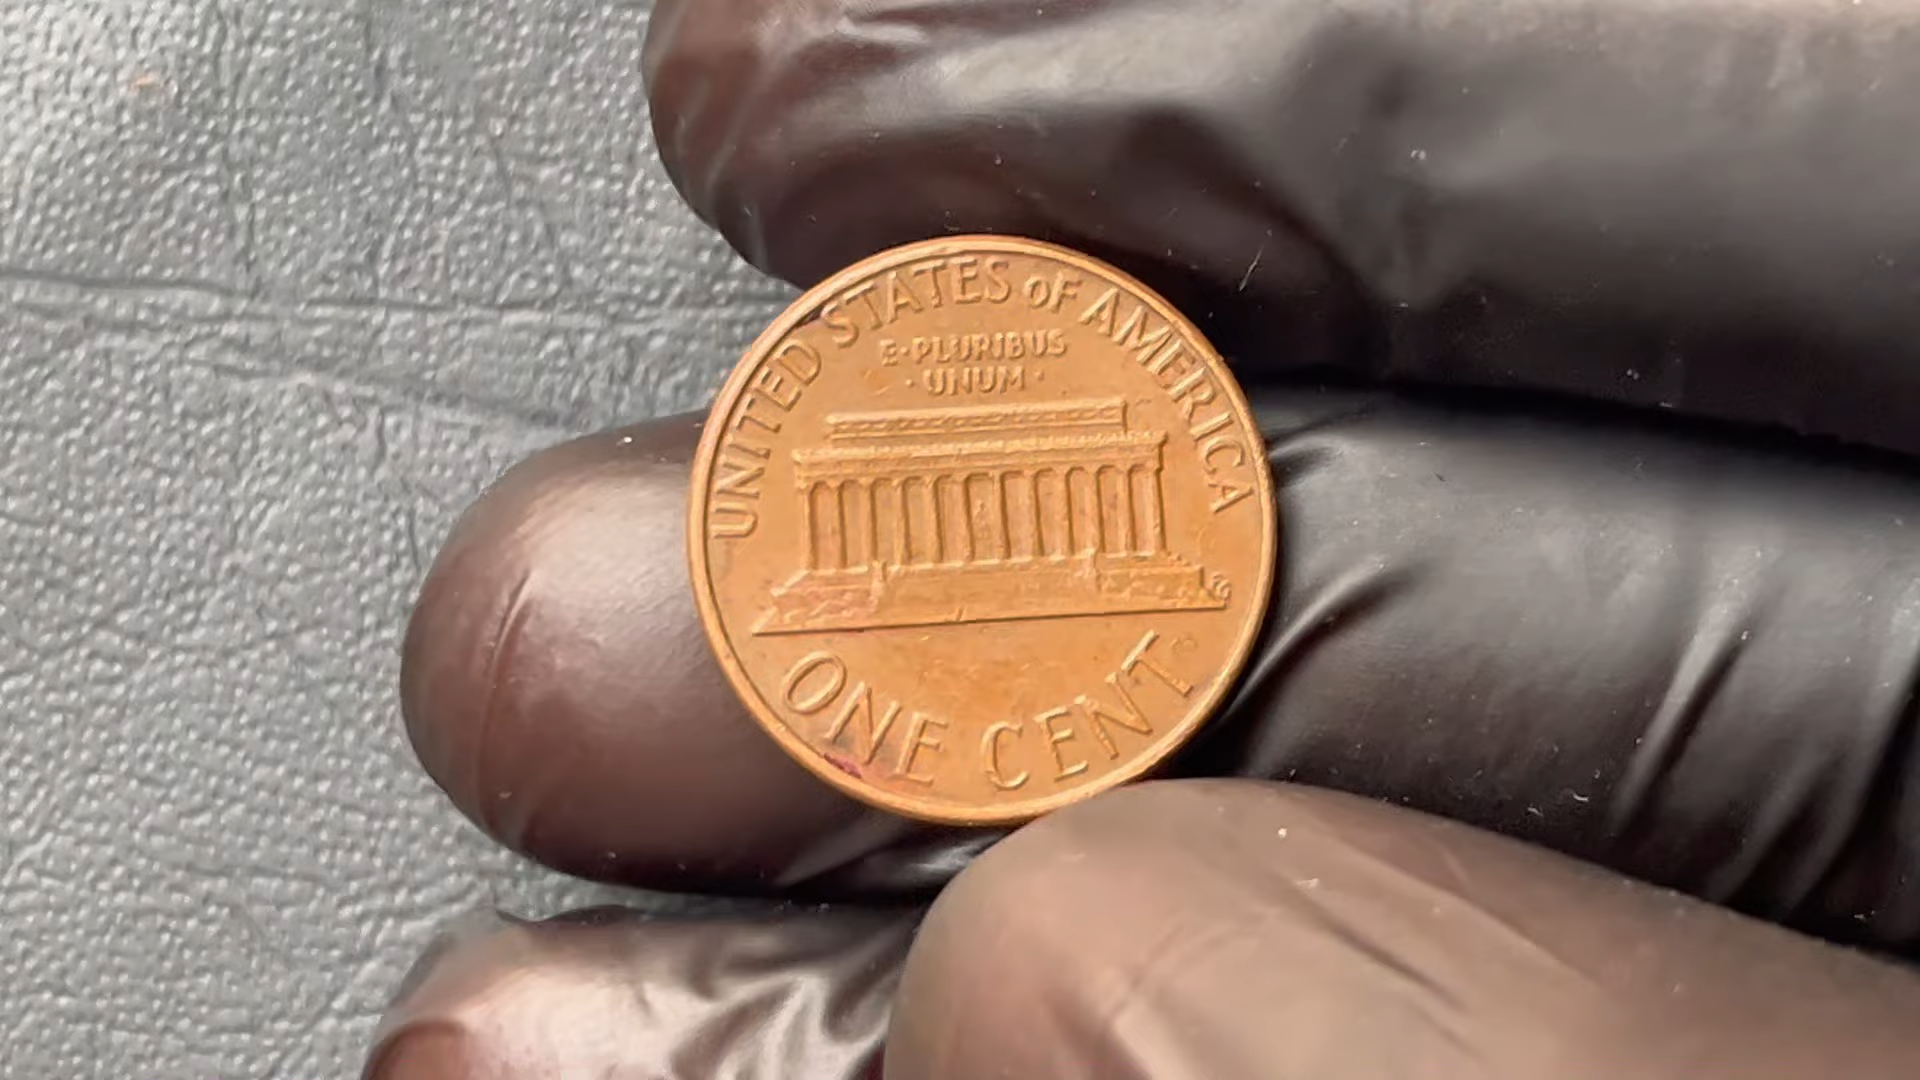 UNITED STATES OF AMERICA
E·PLURIBUS
·UNUM·
ONE CENT